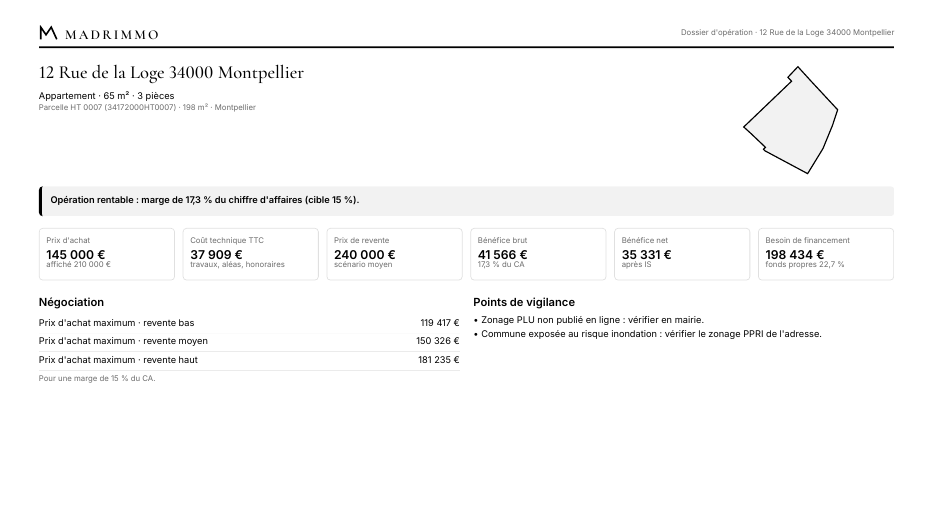 MADRIMMO
Dossier d'opération · 12 Rue de la Loge 34000 Montpellier
12 Rue de la Loge 34000 Montpellier
Appartement · 65 m² · 3 pièces
Parcelle HT 0007 (34172000HT0007) · 198 m² · Montpellier
Opération rentable : marge de 17,3 % du chiffre d'affaires (cible 15 %).
Prix d'achat
145 000 €
affiché 210 000 €
Coût technique TTC
37 909 €
travaux, aléas, honoraires
Prix de revente
240 000 €
scénario moyen
Bénéfice brut
41 566 €
17,3 % du CA
Bénéfice net
35 331 €
après IS
Besoin de financement
198 434 €
fonds propres 22,7 %
Négociation
Prix d'achat maximum · revente bas 119 417 €
Prix d'achat maximum · revente moyen 150 326 €
Prix d'achat maximum · revente haut 181 235 €
Pour une marge de 15 % du CA.
Points de vigilance
• Zonage PLU non publié en ligne : vérifier en mairie.
• Commune exposée au risque inondation : vérifier le zonage PPRI de l'adresse.